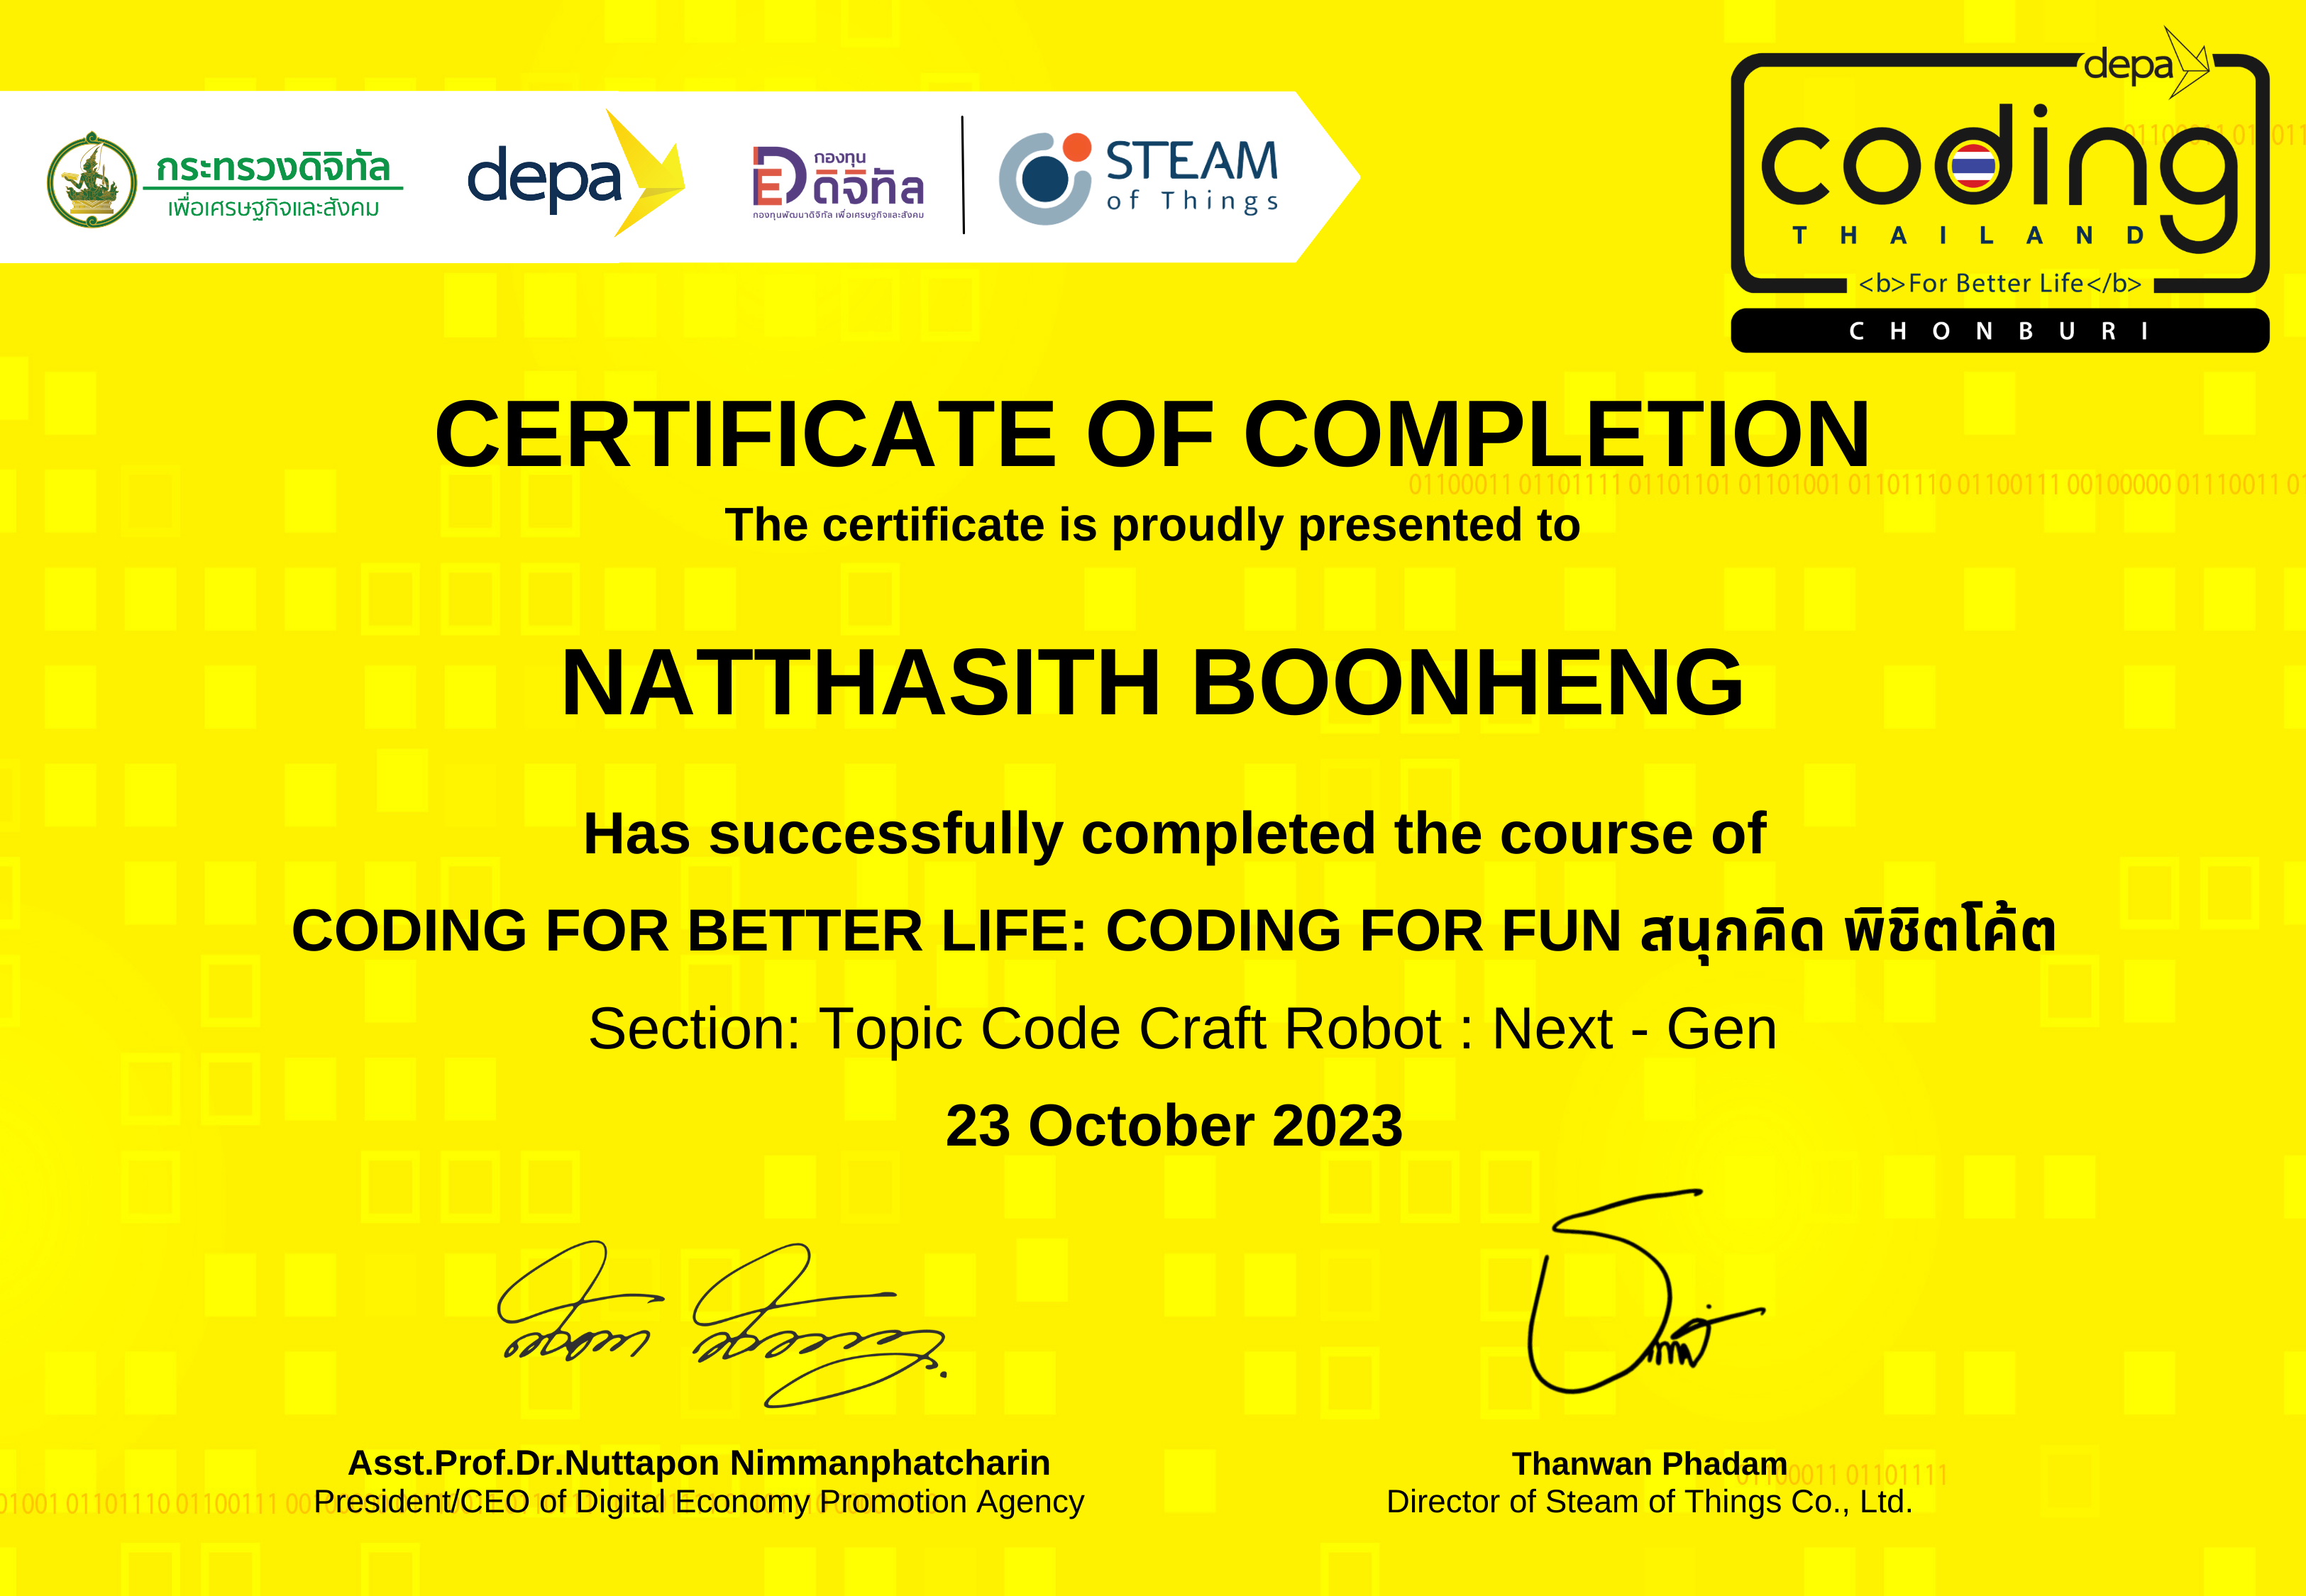 กระทรวงดิจิทัล
เพื่อเศรษฐกิจและสังคม
depa
กองทุน
ดิจิทัล
กองทุนพัฒนาดิจิทัล เพื่อเศรษฐกิจและสังคม
STEAM
of Things
depa
coding
THAILAND
<b>For Better Life</b>
CHONBURI
01100011
CERTIFICATE OF COMPLETION
01100011 01101111 01101101 01101001 01101110 01100111 00100000 01110011
The certificate is proudly presented to
NATTHASITH BOONHENG
Has successfully completed the course of
CODING FOR BETTER LIFE: CODING FOR FUN สนุกคิด พิชิตโค้ต
Section: Topic Code Craft Robot : Next - Gen
23 October 2023
Asst.Prof.Dr.Nuttapon Nimmanphatcharin
President/CEO of Digital Economy Promotion Agency
Thanwan Phadam
Director of Steam of Things Co., Ltd.
01101111
01001 01101110 01100111